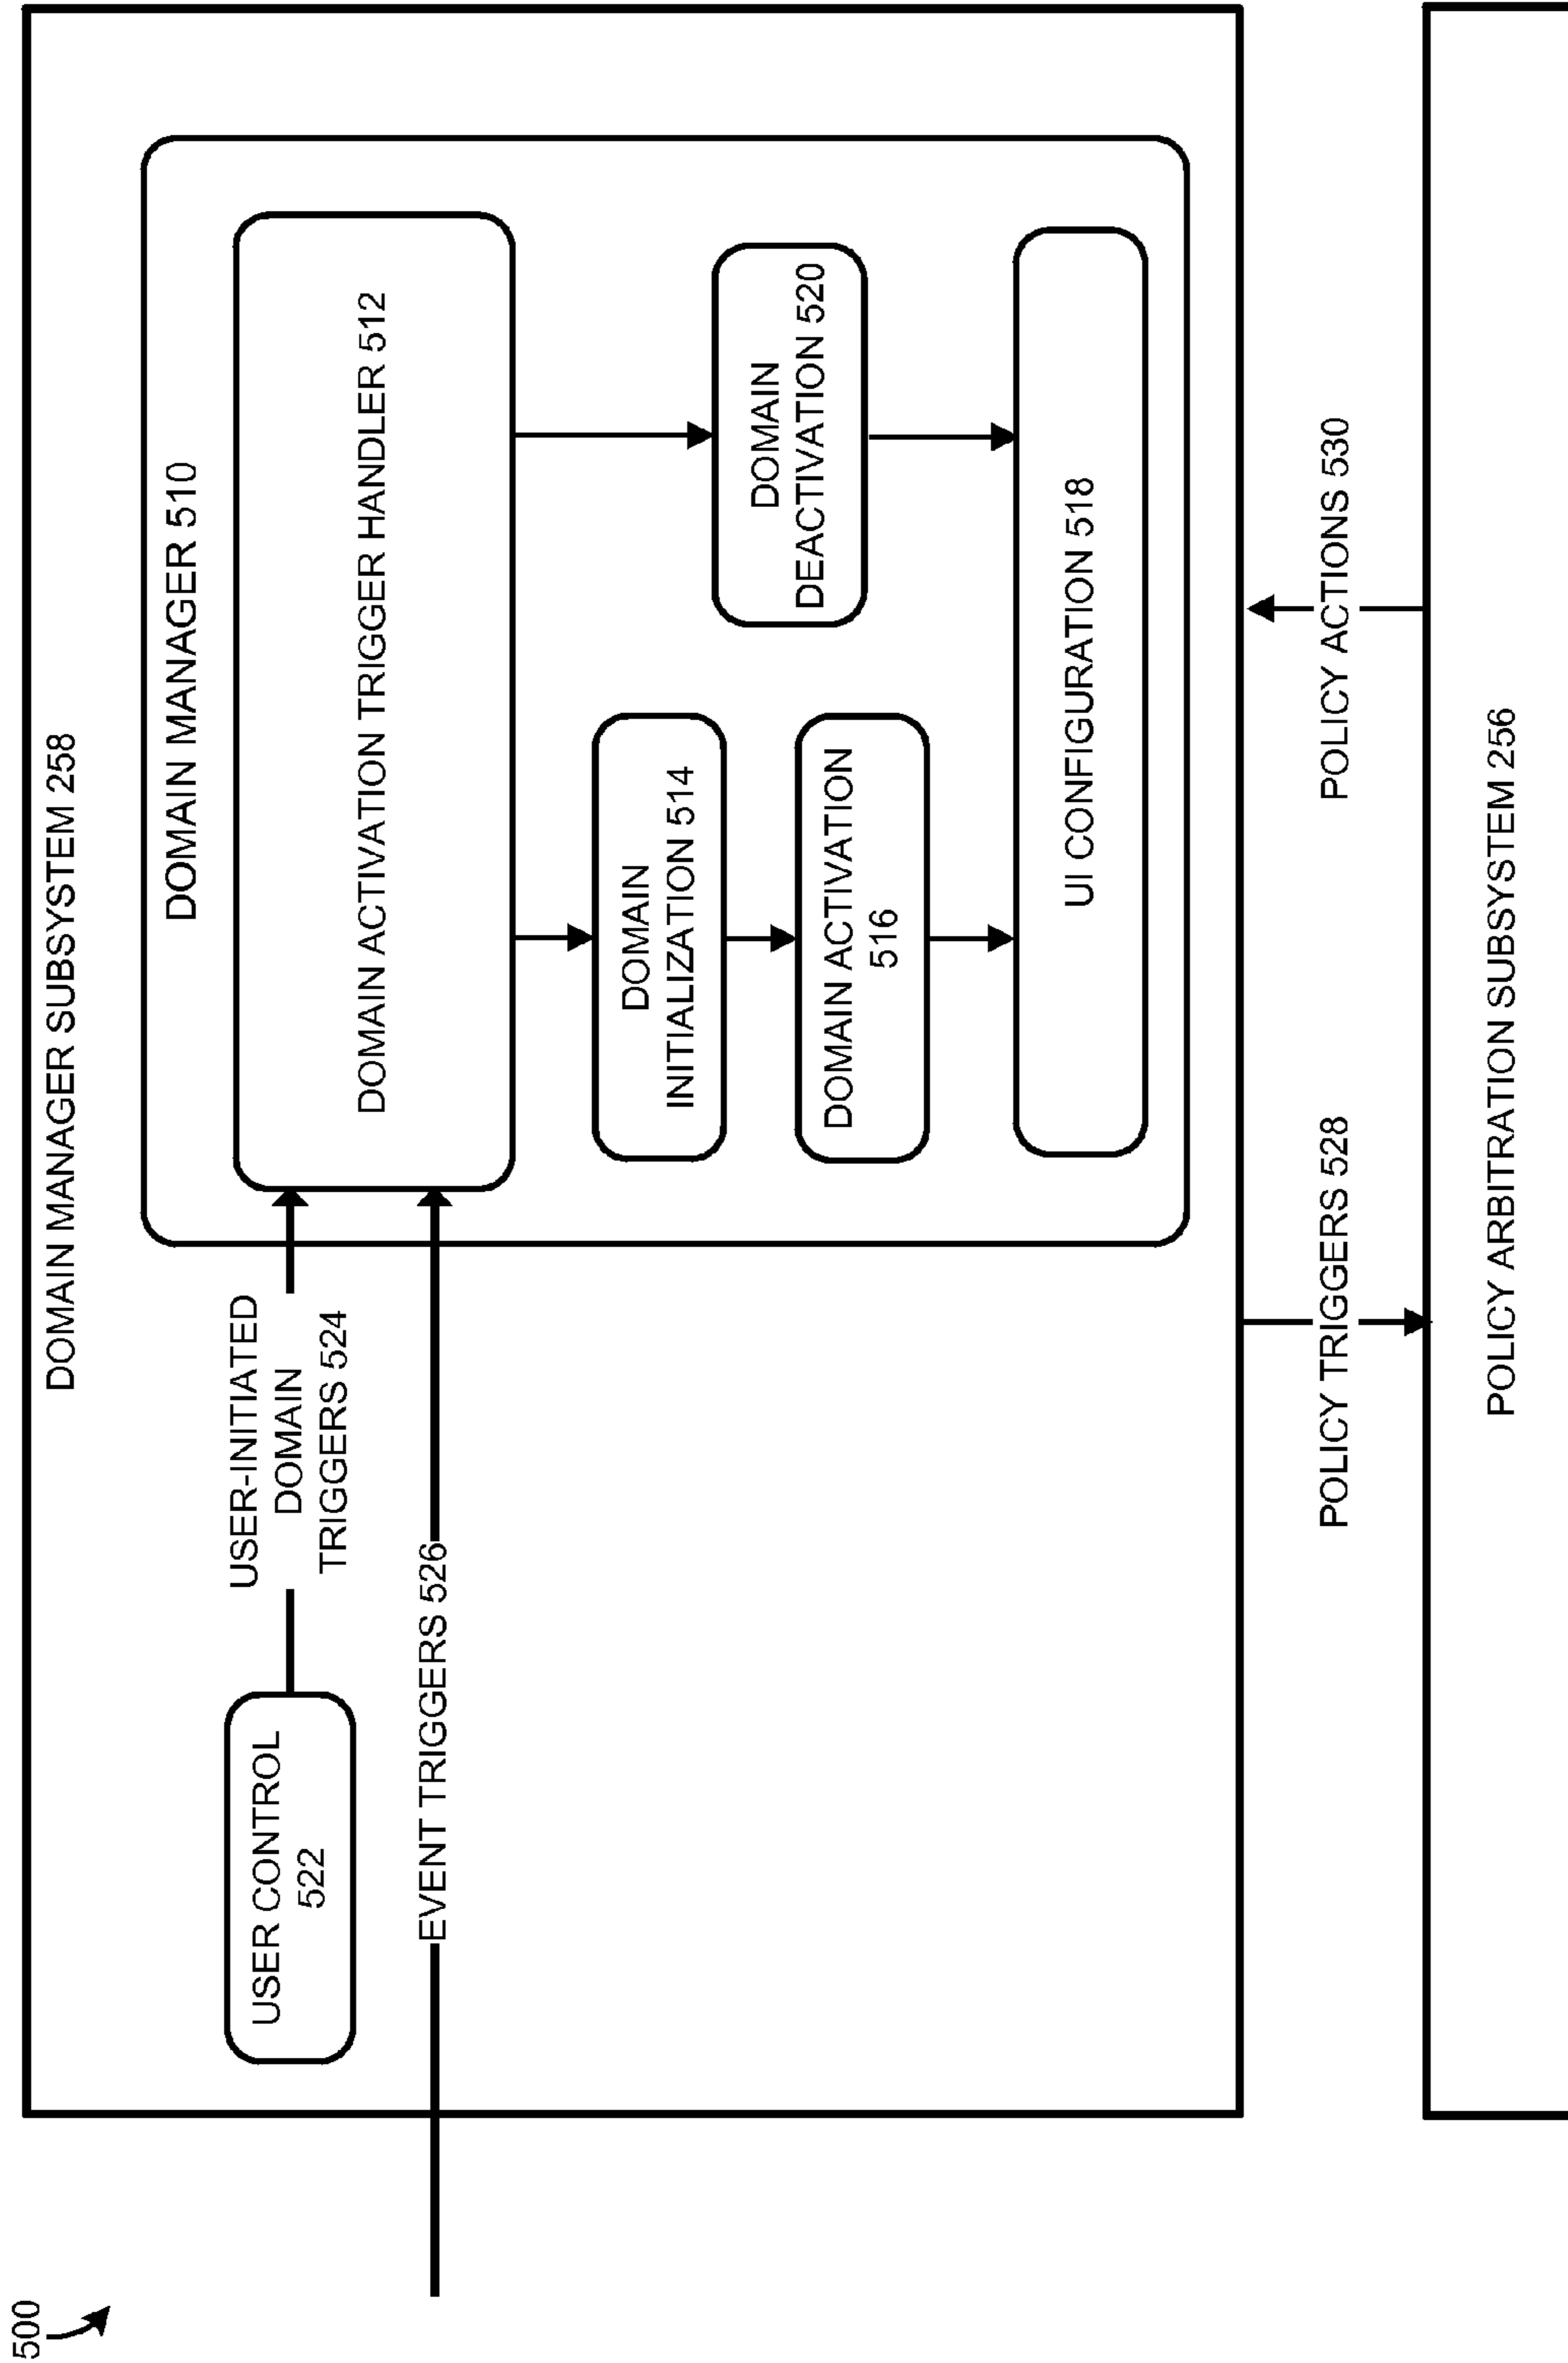 500
DOMAIN MANAGER SUBSYSTEM 258
DOMAIN MANAGER 510
USER CONTROL
522
USER-INITIATED
DOMAIN
TRIGGERS 524
DOMAIN ACTIVATION TRIGGER HANDLER 512
EVENT TRIGGERS 526
DOMAIN
INITIALIZATION 514
DOMAIN
DEACTIVATION 520
DOMAIN ACTIVATION
516
UI CONFIGURATION 518
POLICY TRIGGERS 528
POLICY ACTIONS 530
POLICY ARBITRATION SUBSYSTEM 256